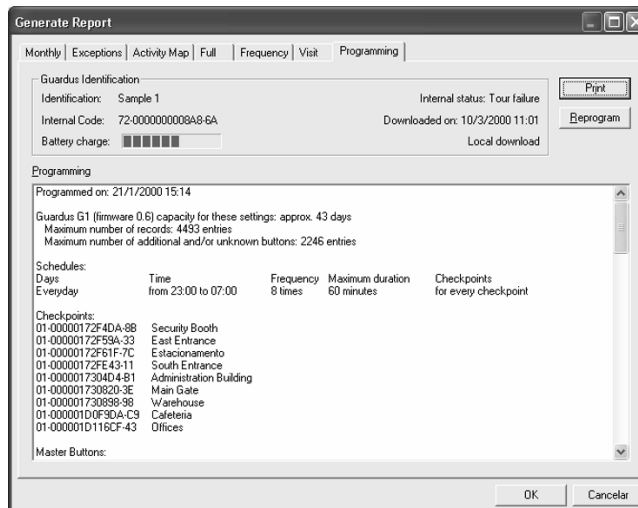 Generate Report
Monthly Exceptions Activity Map Full Frequency Visit Programming
Guardus Identification
Identification: Sample 1 Internal status: Tour failure
Internal Code: 72-0000000008A8-6A Downloaded on: 10/3/2000 11:01
Battery charge: Local download
Print
Reprogram
Programming
Programmed on: 21/1/2000 15:14
Guardus G1 (firmware 0.6) capacity for these settings: approx. 43 days
Maximum number of records: 4493 entries
Maximum number of additional and/or unknown buttons: 2246 entries
Schedules:
Days Time Frequency Maximum duration Checkpoints
Everyday from 23:00 to 07:00 8 times 60 minutes for every checkpoint
Checkpoints:
01-00000172F4DA-8B Security Booth
01-00000172F59A-33 East Entrance
01-00000172F61F-7C Estacionamento
01-00000172FE43-11 South Entrance
01-0000017304D4-B1 Administration Building
01-000001730820-3E Main Gate
01-000001730898-98 Warehouse
01-000001D0F9DA-C9 Cafeteria
01-000001D116CF-43 Offices
Master Buttons:
OK Cancelar